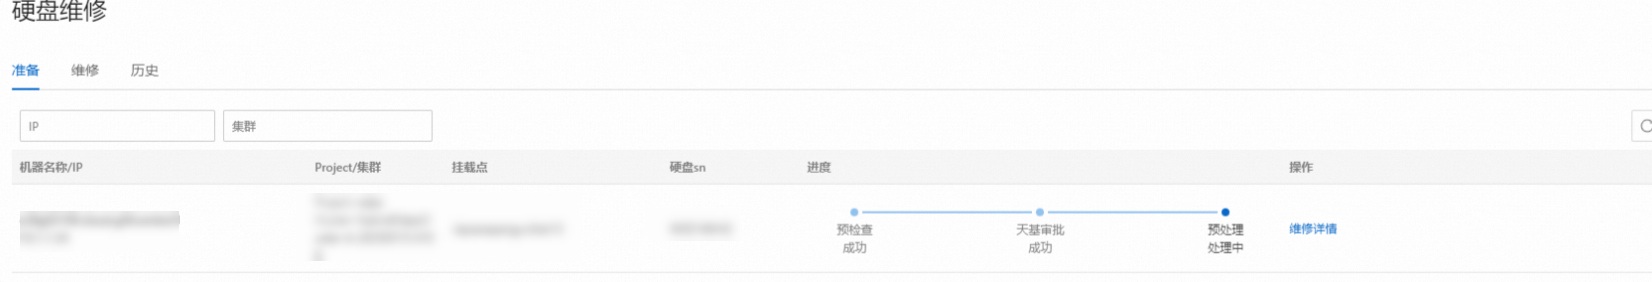 硬盘维修
准备 维修 历史
IP 集群
机器名称/IP Project/集群 挂载点 硬盘sn 进度 操作
预检查 天基审批 预处理 维修详情
成功 成功 处理中